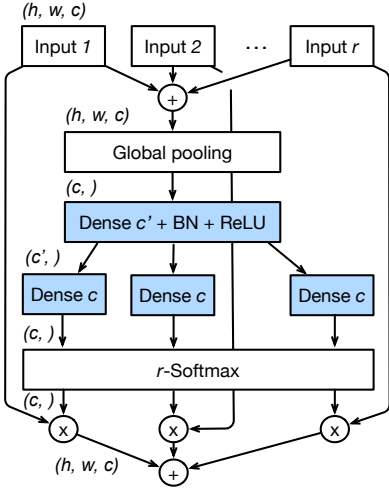 (h, w, c)
Input 1 Input 2 ... Input r
+
(h, w, c)
Global pooling
(c, )
Dense c' + BN + ReLU
(c', )
Dense c Dense c Dense c
(c, )
r-Softmax
(c, )
x x x
(h, w, c)
+